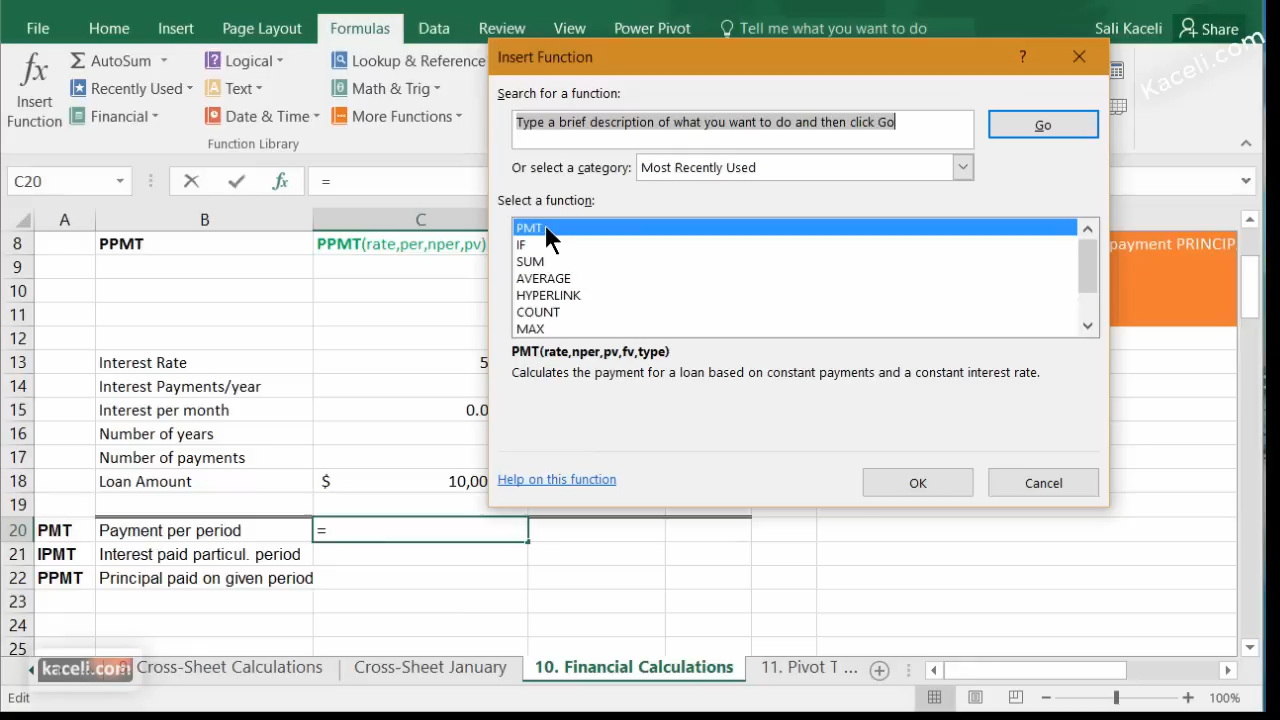 File Home Insert Page Layout Formulas Data Review View Power Pivot Tell me what you want to do Sali Kaceli Share
Kaceli.com
fx Insert Function
Σ AutoSum
Recently Used
Financial
Logical
Text
Date & Time
Lookup & Reference
Math & Trig
More Functions
Function Library
C20 fx =
A B C
8 PPMT PPMT(rate,per,nper,pv) payment PRINCIP
9
10
11
12
13 Interest Rate 5
14 Interest Payments/year
15 Interest per month 0.0
16 Number of years
17 Number of payments
18 Loan Amount $ 10,00
19
20 PMT Payment per period =
21 IPMT Interest paid particul. period
22 PPMT Principal paid on given period
23
24
25
Insert Function ?
Search for a function:
Type a brief description of what you want to do and then click Go
Go
Or select a category: Most Recently Used
Select a function:
PMT
IF
SUM
AVERAGE
HYPERLINK
COUNT
MAX
PMT(rate,nper,pv,fv,type)
Calculates the payment for a loan based on constant payments and a constant interest rate.
Help on this function
OK Cancel
kaceli.com
Cross-Sheet Calculations Cross-Sheet January 10. Financial Calculations 11. Pivot T ...
Edit 100%